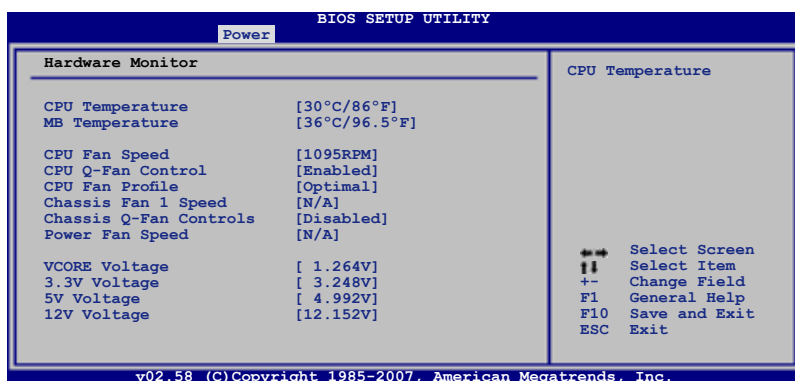 BIOS SETUP UTILITY
Power
Hardware Monitor
CPU Temperature [30°C/86°F]
MB Temperature [36°C/96.5°F]
CPU Fan Speed [1095RPM]
CPU Q-Fan Control [Enabled]
CPU Fan Profile [Optimal]
Chassis Fan 1 Speed [N/A]
Chassis Q-Fan Controls [Disabled]
Power Fan Speed [N/A]
VCORE Voltage [ 1.264V]
3.3V Voltage [ 3.248V]
5V Voltage [ 4.992V]
12V Voltage [12.152V]
CPU Temperature
←→ Select Screen
↑↓ Select Item
+- Change Field
F1 General Help
F10 Save and Exit
ESC Exit
v02.58 (C)Copyright 1985-2007, American Megatrends, Inc.